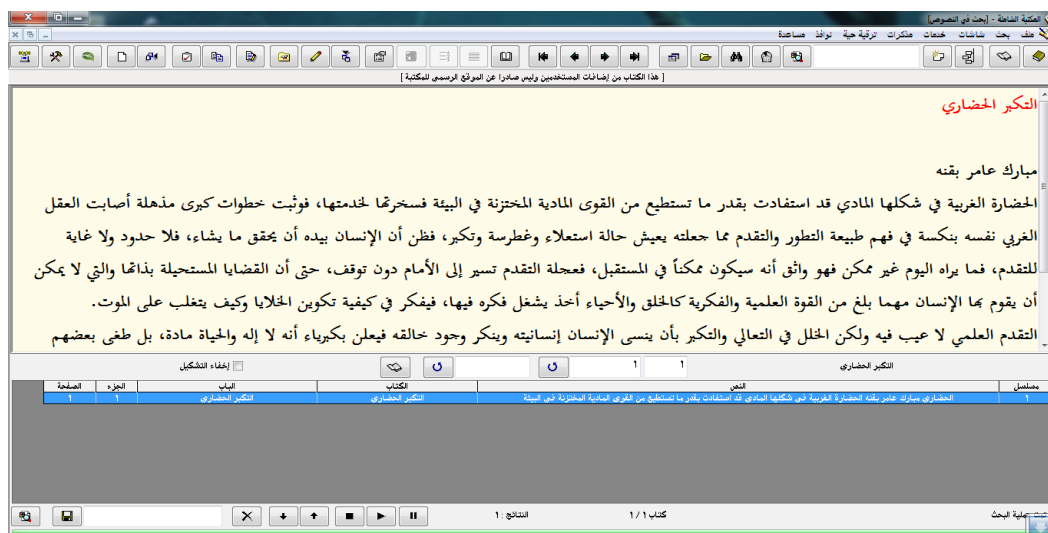 المكتبة الشاملة - [بحث في النصوص]
ملف بحث شاشات خدمات مذكرات ترقية حية نوافذ مساعدة
[ هذا الكتاب من إضافات المستخدمين وليس صادرا عن الموقع الرسمي للمكتبة ]
التكبر الحضاري
مبارك عامر بقنه
الحضارة الغربية في شكلها المادي قد استفادت بقدر ما تستطيع من القوى المادية المختزنة في البيئة فسخرتها لخدمتها، فوثبت خطوات كبرى مذهلة أصابت العقل
الغربي نفسه بنكسة في فهم طبيعة التطور والتقدم مما جعلته يعيش حالة استعلاء وغطرسة وتكبر، فظن أن الإنسان بيده أن يحقق ما يشاء، فلا حدود ولا غاية
للتقدم، فما يراه اليوم غير ممكن فهو واثق أنه سيكون ممكناً في المستقبل، فعجلة التقدم تسير إلى الأمام دون توقف، حتى أن القضايا المستحيلة بذاتها والتي لا يمكن
أن يقوم بها الإنسان مهما بلغ من القوة العلمية والفكرية كالخلق والأحياء أخذ يشغل فكره فيها، فيفكر في كيفية تكوين الخلايا وكيف يتغلب على الموت.
التقدم العلمي لا عيب فيه ولكن الخلل في التعالي والتكبر بأن ينسى الإنسان إنسانيته وينكر وجود خالقه فيعلن بكبرياء أنه لا إله والحياة مادة، بل طغى بعضهم
التكبر الحضاري 1 1 إخفاء التشكيل
مسلسل النص الكتاب الباب الجزء الصفحة
1 الحضاري مبارك عامر بقنه الحضارة الغربية في شكلها المادي قد استفادت بقدر ما تستطيع من القوى المادية المختزنة في البيئة التكبر الحضاري التكبر الحضاري 1 1
تمت عملية البحث كتاب 1 / 1 النتائج : 1